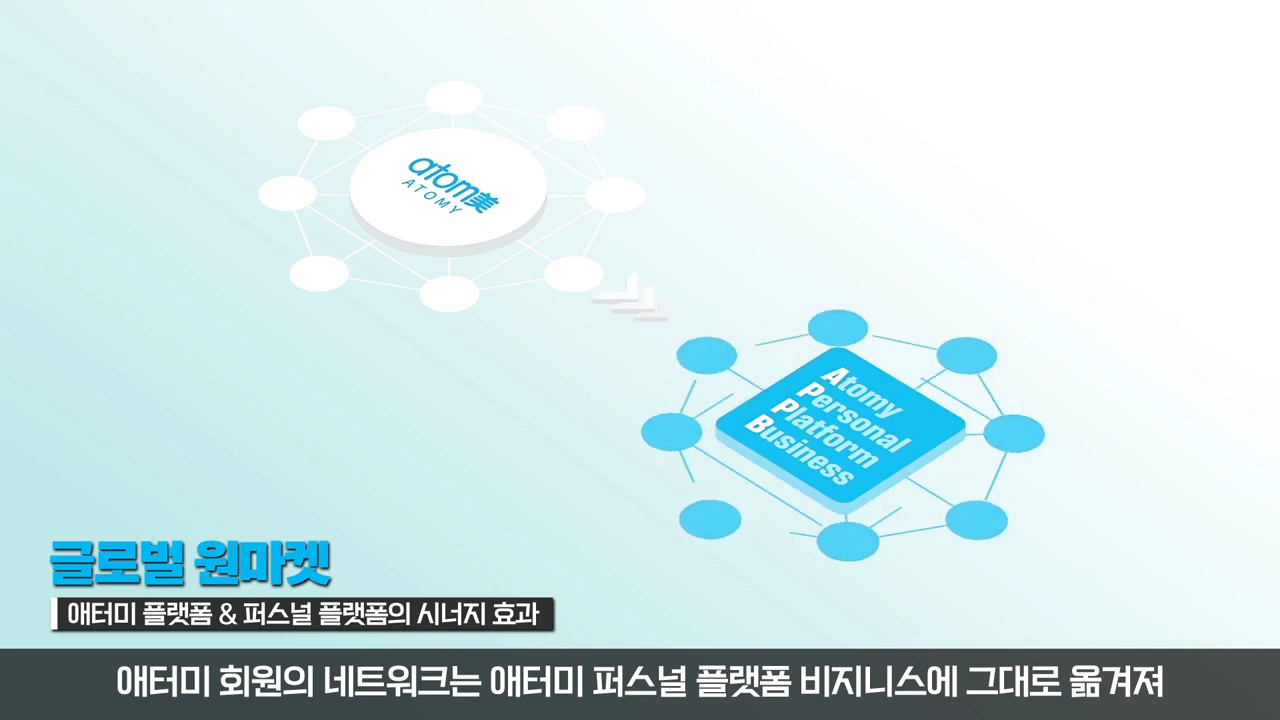 atom美
ATOMY
Atomy
Personal
Platform
Business
글로벌 원마켓
애터미 플랫폼 & 퍼스널 플랫폼의 시너지 효과
애터미 회원의 네트워크는 애터미 퍼스널 플랫폼 비지니스에 그대로 옮겨져